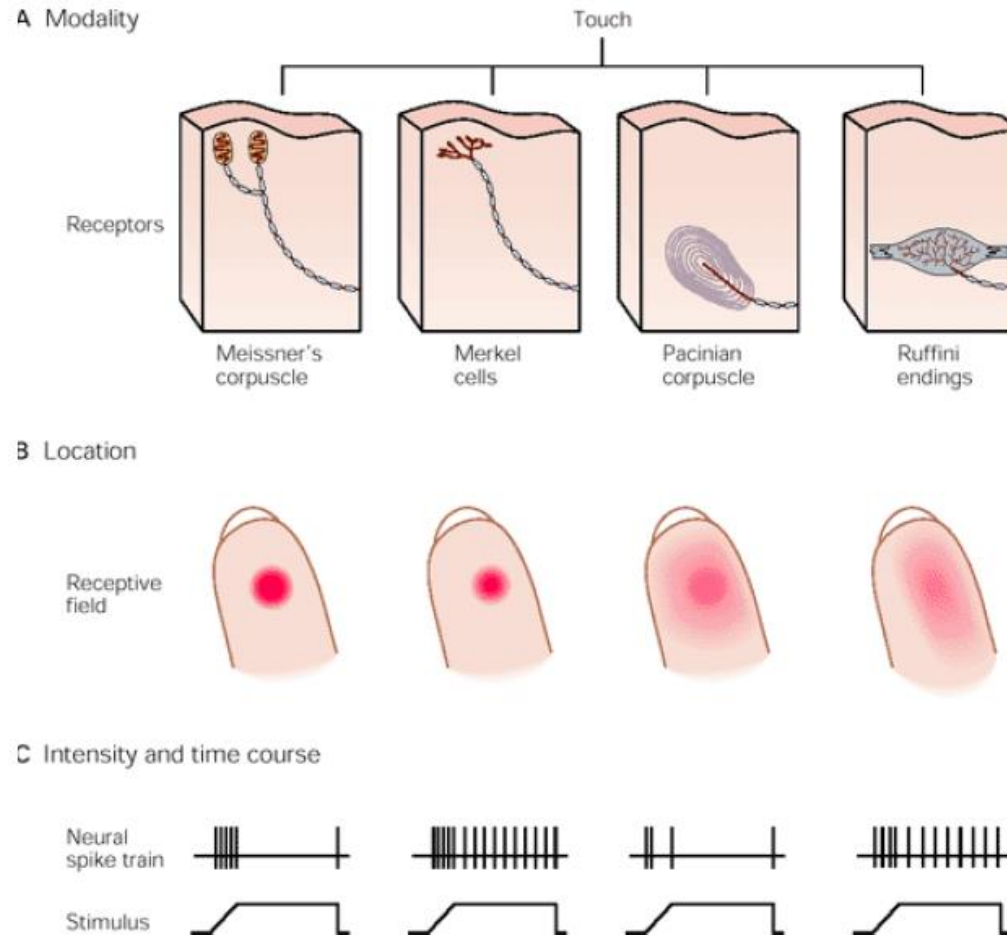 A Modality
Touch
Receptors
Meissner's
corpuscle
Merkel
cells
Pacinian
corpuscle
Ruffini
endings
B Location
Receptive
field
C Intensity and time course
Neural
spike train
Stimulus